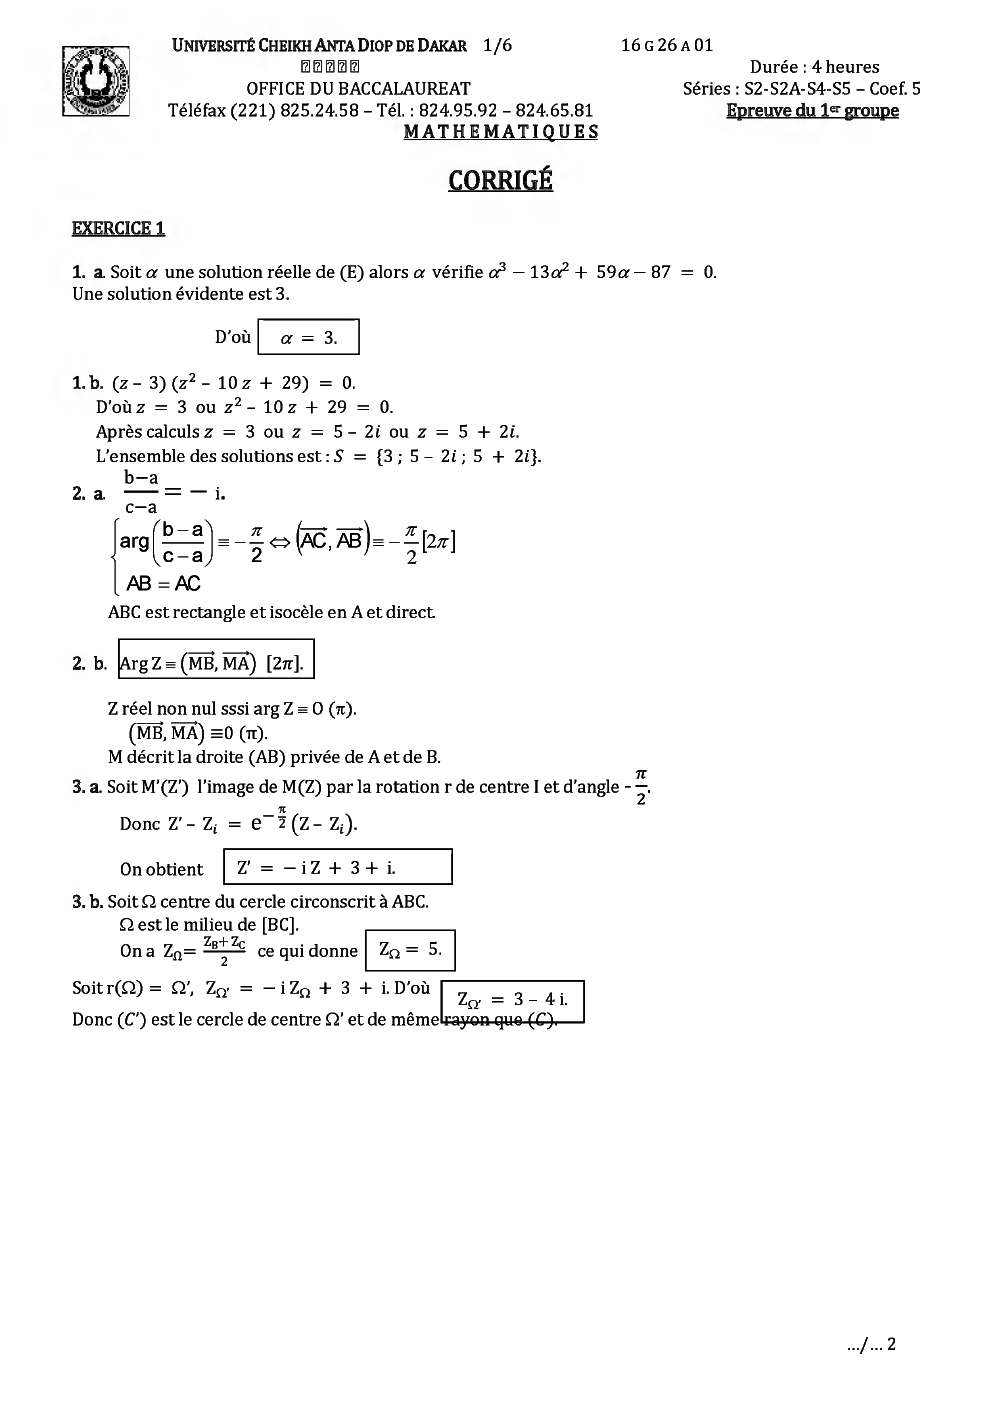 UNIVERSITÉ CHEIKH ANTA DIOP DE DAKAR 1/6 16 G 26 A 01
Durée : 4 heures
OFFICE DU BACCALAUREAT Séries : S2-S2A-S4-S5 – Coef. 5
Téléfax (221) 825.24.58 – Tél. : 824.95.92 – 824.65.81 Epreuve du 1er groupe
MATHEMATIQUES
CORRIGÉ
EXERCICE 1
1. a. Soit α une solution réelle de (E) alors α vérifie α³ − 13α² + 59α − 87 = 0.
Une solution évidente est 3.
D’où α = 3.
1. b. (z – 3) (z² – 10 z + 29) = 0.
D’où z = 3 ou z² – 10 z + 29 = 0.
Après calculs z = 3 ou z = 5 – 2i ou z = 5 + 2i.
L’ensemble des solutions est : S = {3 ; 5 – 2i ; 5 + 2i}.
2. a. (b−a)/(c−a) = − i.
{ arg((b − a)/(c − a)) ≡ − π/2 ⇔ (AC, AB) ≡ − π/2 [2π]
AB = AC
ABC est rectangle et isocèle en A et direct.
2. b. Arg Z ≡ (MB, MA) [2π].
Z réel non nul sssi arg Z ≡ O (π).
(MB, MA) ≡0 (π).
M décrit la droite (AB) privée de A et de B.
3. a. Soit M’(Z’) l’image de M(Z) par la rotation r de centre I et d’angle - π/2.
Donc Z’ – Zi = e^(− π/2) (Z – Zi).
On obtient Z’ = − i Z + 3 + i.
3. b. Soit Ω centre du cercle circonscrit à ABC.
Ω est le milieu de [BC].
On a ZΩ= (ZB+ ZC)/2 ce qui donne ZΩ = 5.
Soit r(Ω) = Ω’, ZΩ’ = − i ZΩ + 3 + i. D’où ZΩ’ = 3 – 4 i.
Donc (C’) est le cercle de centre Ω’ et de même rayon que (C).
.../... 2